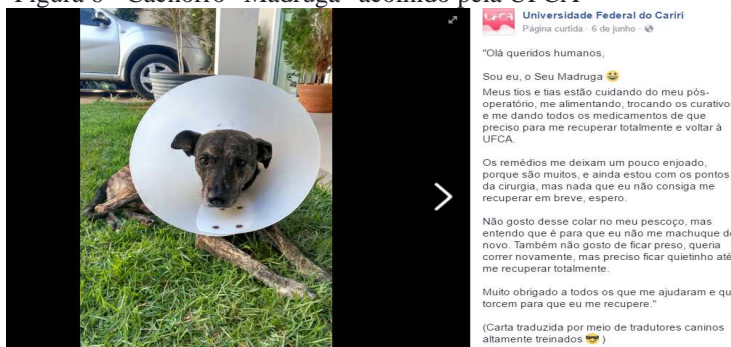 Figura 6 - Cachorro "Madruga" acolhido pela UFCA
UFCA
Universidade Federal do Cariri
Página curtida · 6 de junho ·
"Olá queridos humanos,
Sou eu, o Seu Madruga 😀
Meus tios e tias estão cuidando do meu pós-
operatório, me alimentando, trocando os curativo
e me dando todos os medicamentos de que
preciso para me recuperar totalmente e voltar à
UFCA.
Os remédios me deixam um pouco enjoado,
porque são muitos, e ainda estou com os pontos
da cirurgia, mas nada que eu não consiga me
recuperar em breve, espero.
Não gosto desse colar no meu pescoço, mas
entendo que é para que eu não me machuque de
novo. Também não gosto de ficar preso, queria
correr novamente, mas preciso ficar quietinho até
me recuperar totalmente.
Muito obrigado a todos os que me ajudaram e qu
torcem para que eu me recupere."
(Carta traduzida por meio de tradutores caninos
altamente treinados 😎 )